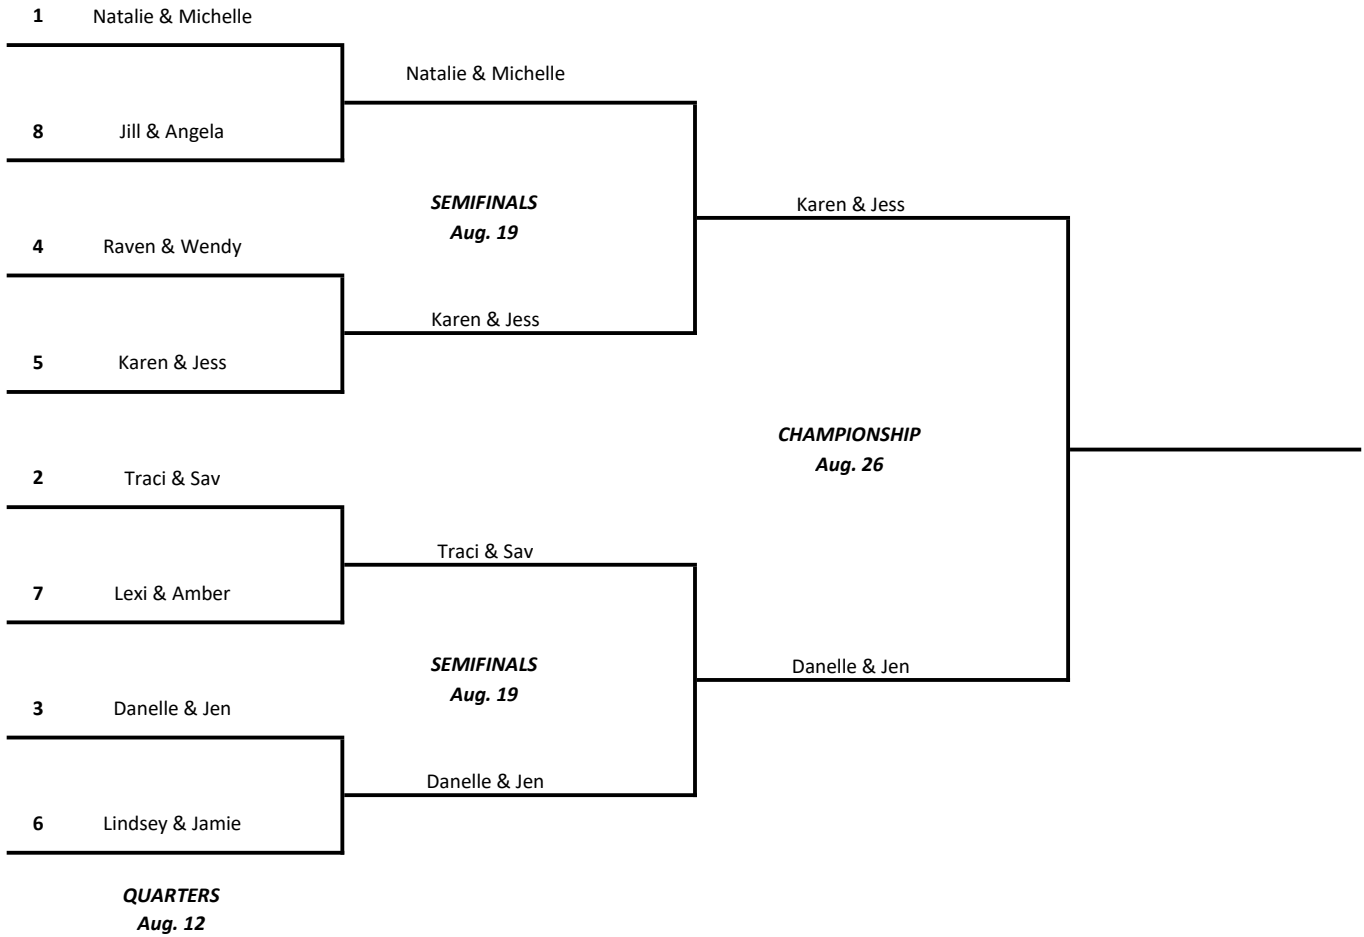 1 Natalie & Michelle
Natalie & Michelle
8 Jill & Angela
SEMIFINALS
Aug. 19
Karen & Jess
4 Raven & Wendy
Karen & Jess
5 Karen & Jess
CHAMPIONSHIP
Aug. 26
2 Traci & Sav
Traci & Sav
7 Lexi & Amber
SEMIFINALS
Aug. 19
Danelle & Jen
3 Danelle & Jen
Danelle & Jen
6 Lindsey & Jamie
QUARTERS
Aug. 12